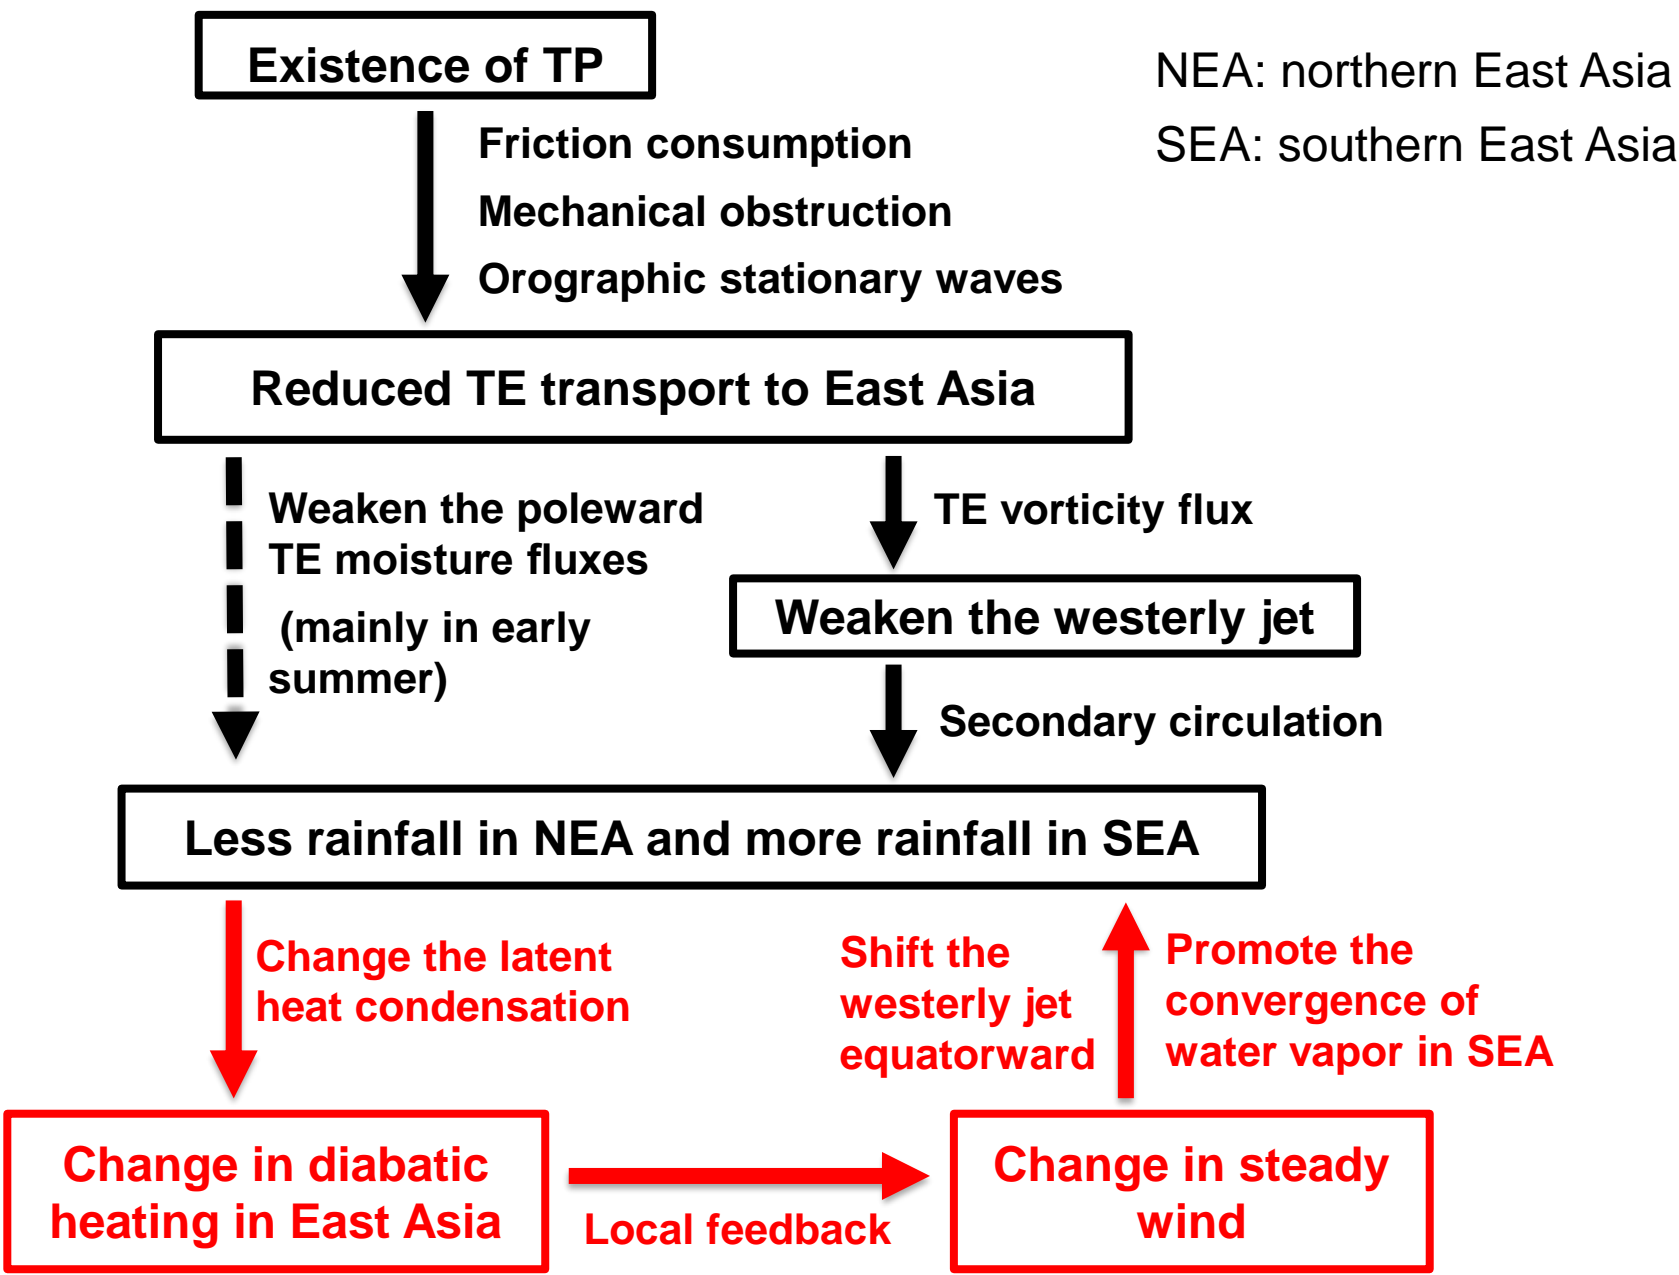 Existence of TP
NEA: northern East Asia
SEA: southern East Asia
Friction consumption
Mechanical obstruction
Orographic stationary waves
Reduced TE transport to East Asia
Weaken the poleward
TE moisture fluxes
(mainly in early
summer)
TE vorticity flux
Weaken the westerly jet
Secondary circulation
Less rainfall in NEA and more rainfall in SEA
Change the latent
heat condensation
Shift the
westerly jet
equatorward
Promote the
convergence of
water vapor in SEA
Change in diabatic
heating in East Asia
Local feedback
Change in steady
wind